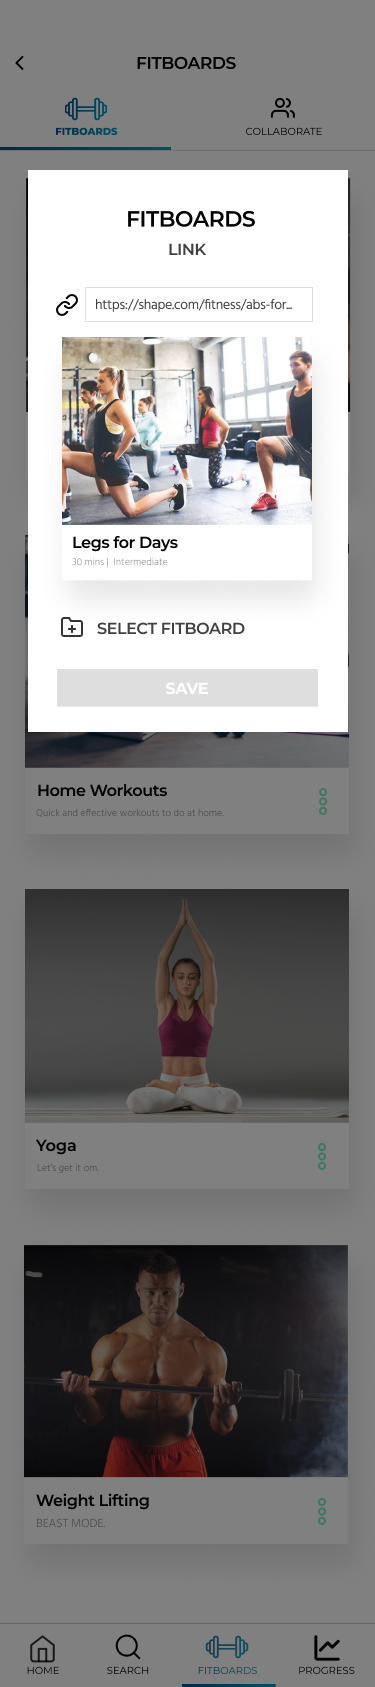 FITBOARDS
FITBOARDS
COLLABORATE
FITBOARDS
LINK
https://shape.com/fitness/abs-for...
Legs for Days
30 mins | Intermediate
SELECT FITBOARD
SAVE
Home Workouts
Quick and effective workouts to do at home.
Yoga
Let's get it om.
Weight Lifting
BEAST MODE.
HOME
SEARCH
FITBOARDS
PROGRESS